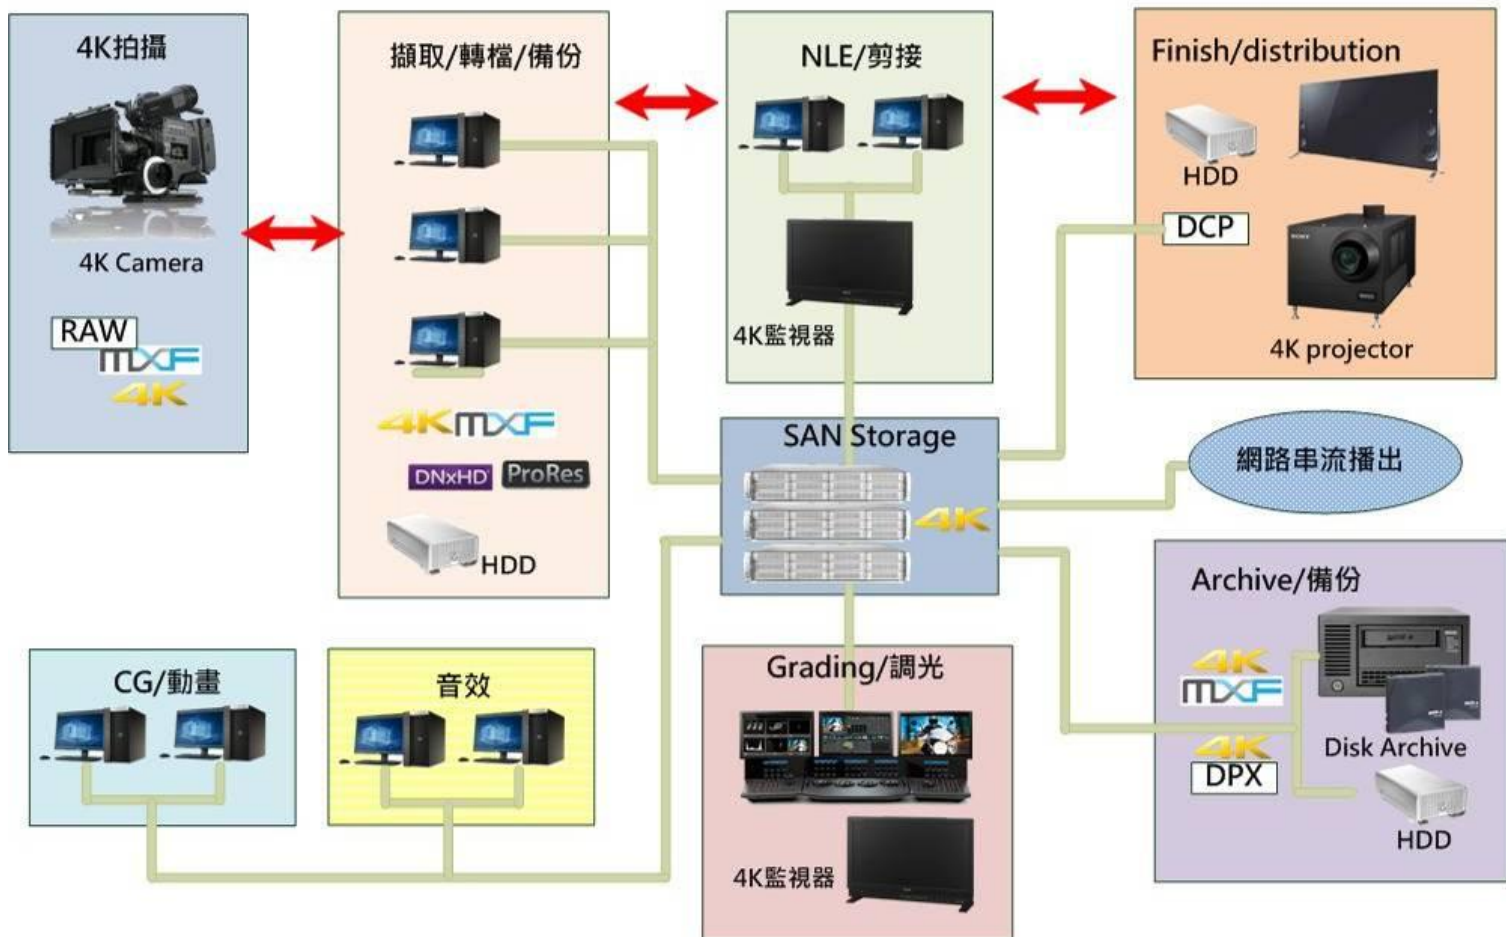 4K拍攝
4K Camera
RAW
MXF
4K
擷取/轉檔/備份
4K MXF
DNxHD
ProRes
HDD
NLE/剪接
4K監視器
Finish/distribution
HDD
DCP
4K projector
SAN Storage
4K
網路串流播出
Archive/備份
4K
MXF
4K
DPX
Disk Archive
HDD
CG/動畫
音效
Grading/調光
4K監視器